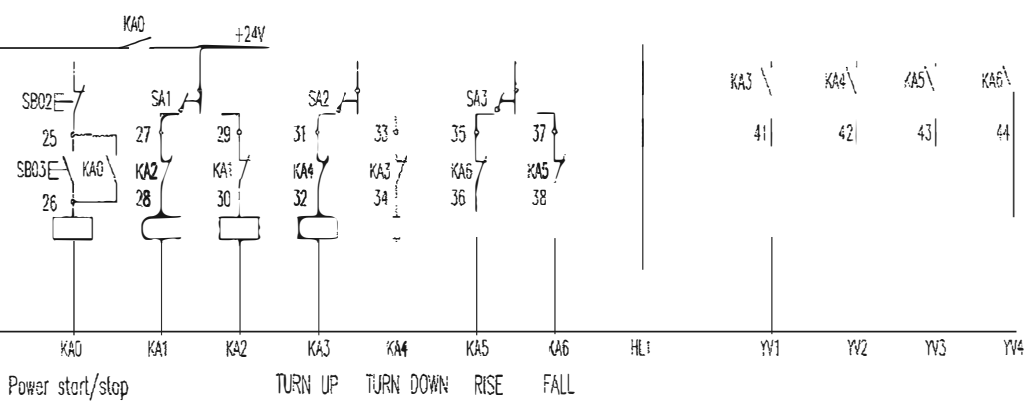 KA0
+24V
SB02 SA1 SA2 SA3 KA3 KA4 KA5 KA6
25 27 29 31 33 35 37 41 42 43 44
SB03 KA0 KA2 KA1 KA4 KA3 KA6 KA5
26 28 30 32 34 36 38
KA0 KA1 KA2 KA3 KA4 KA5 KA6 HL1 YV1 YV2 YV3 YV4
Power start/stop TURN UP TURN DOWN RISE FALL